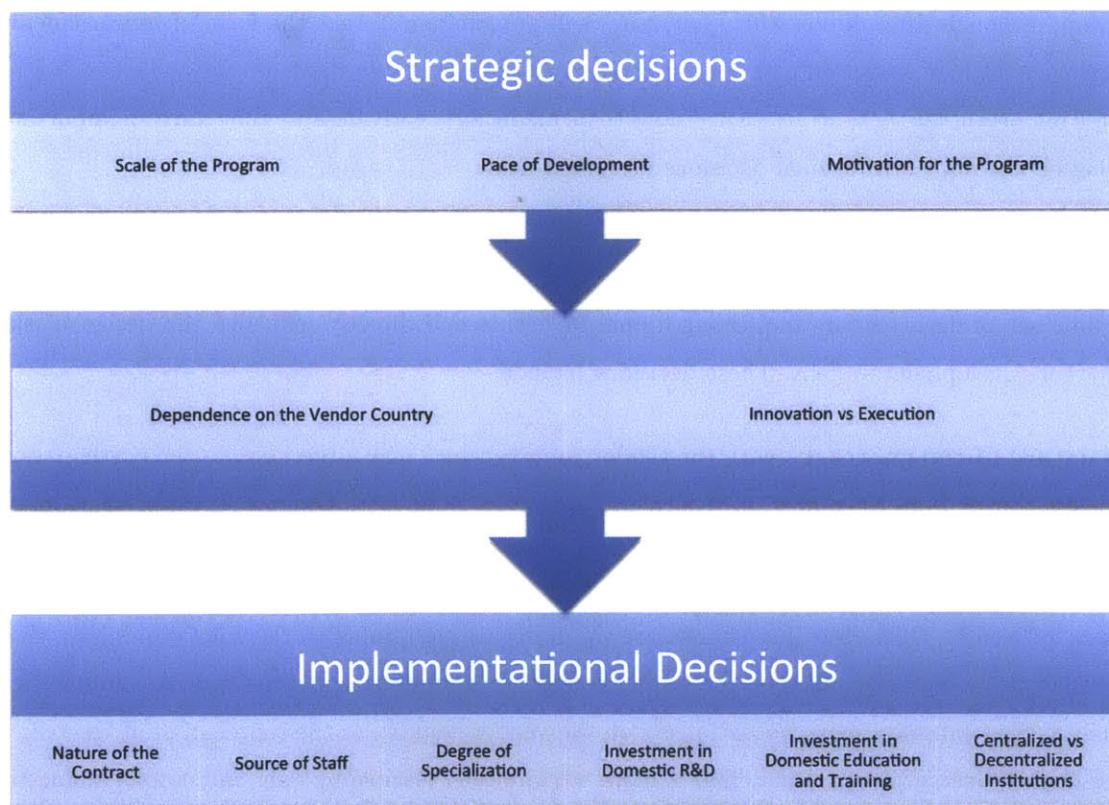 Strategic decisions
Scale of the Program
Pace of Development
Motivation for the Program
Dependence on the Vendor Country
Innovation vs Execution
Implementational Decisions
Nature of the
Contract
Source of Staff
Degree of
Specialization
Investment in
Domestic R&D
Investment in
Domestic Education
and Training
Centralized vs
Decentralized
Institutions